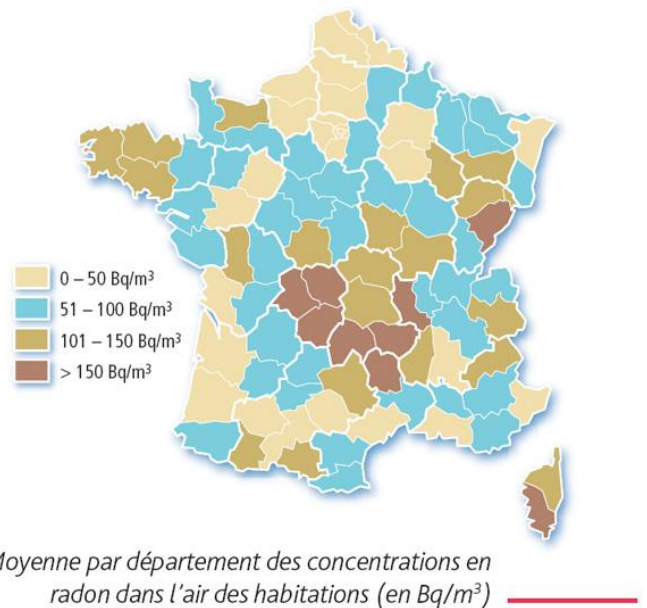 0 – 50 Bq/m³
51 – 100 Bq/m³
101 – 150 Bq/m³
> 150 Bq/m³
par département des concentrations en
radon dans l'air des habitations (en Bq/m³)